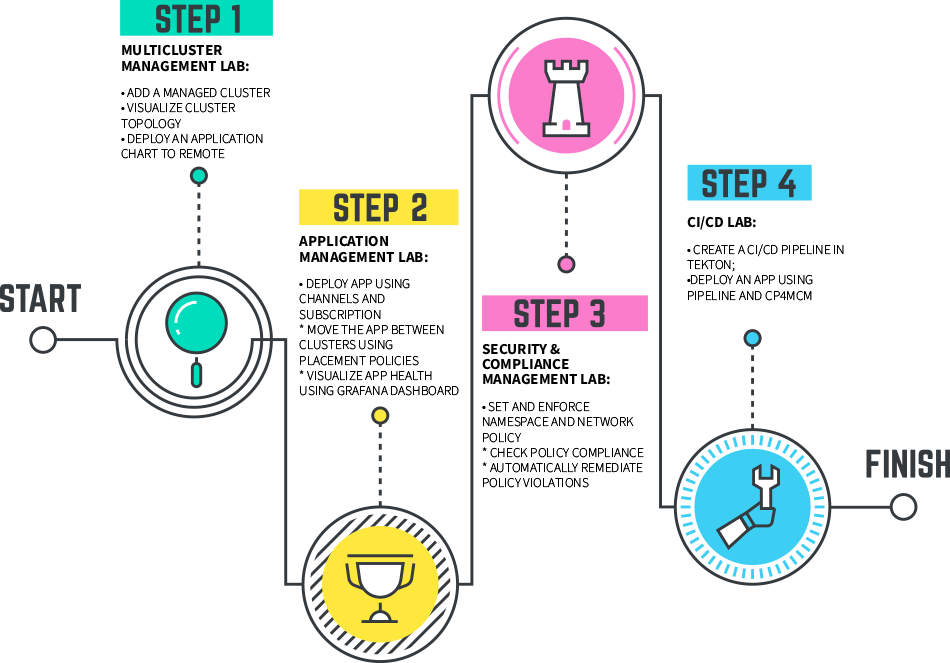 START
STEP 1
MULTICLUSTER
MANAGEMENT LAB:
• ADD A MANAGED CLUSTER
• VISUALIZE CLUSTER
TOPOLOGY
• DEPLOY AN APPLICATION
CHART TO REMOTE
STEP 2
APPLICATION
MANAGEMENT LAB:
• DEPLOY APP USING
CHANNELS AND
SUBSCRIPTION
* MOVE THE APP BETWEEN
CLUSTERS USING
PLACEMENT POLICIES
* VISUALIZE APP HEALTH
USING GRAFANA DASHBOARD
STEP 3
SECURITY &
COMPLIANCE
MANAGEMENT LAB:
• SET AND ENFORCE
NAMESPACE AND NETWORK
POLICY
* CHECK POLICY COMPLIANCE
* AUTOMATICALLY REMEDIATE
POLICY VIOLATIONS
STEP 4
CI/CD LAB:
• CREATE A CI/CD PIPELINE IN
TEKTON;
•DEPLOY AN APP USING
PIPELINE AND CP4MCM
FINISH